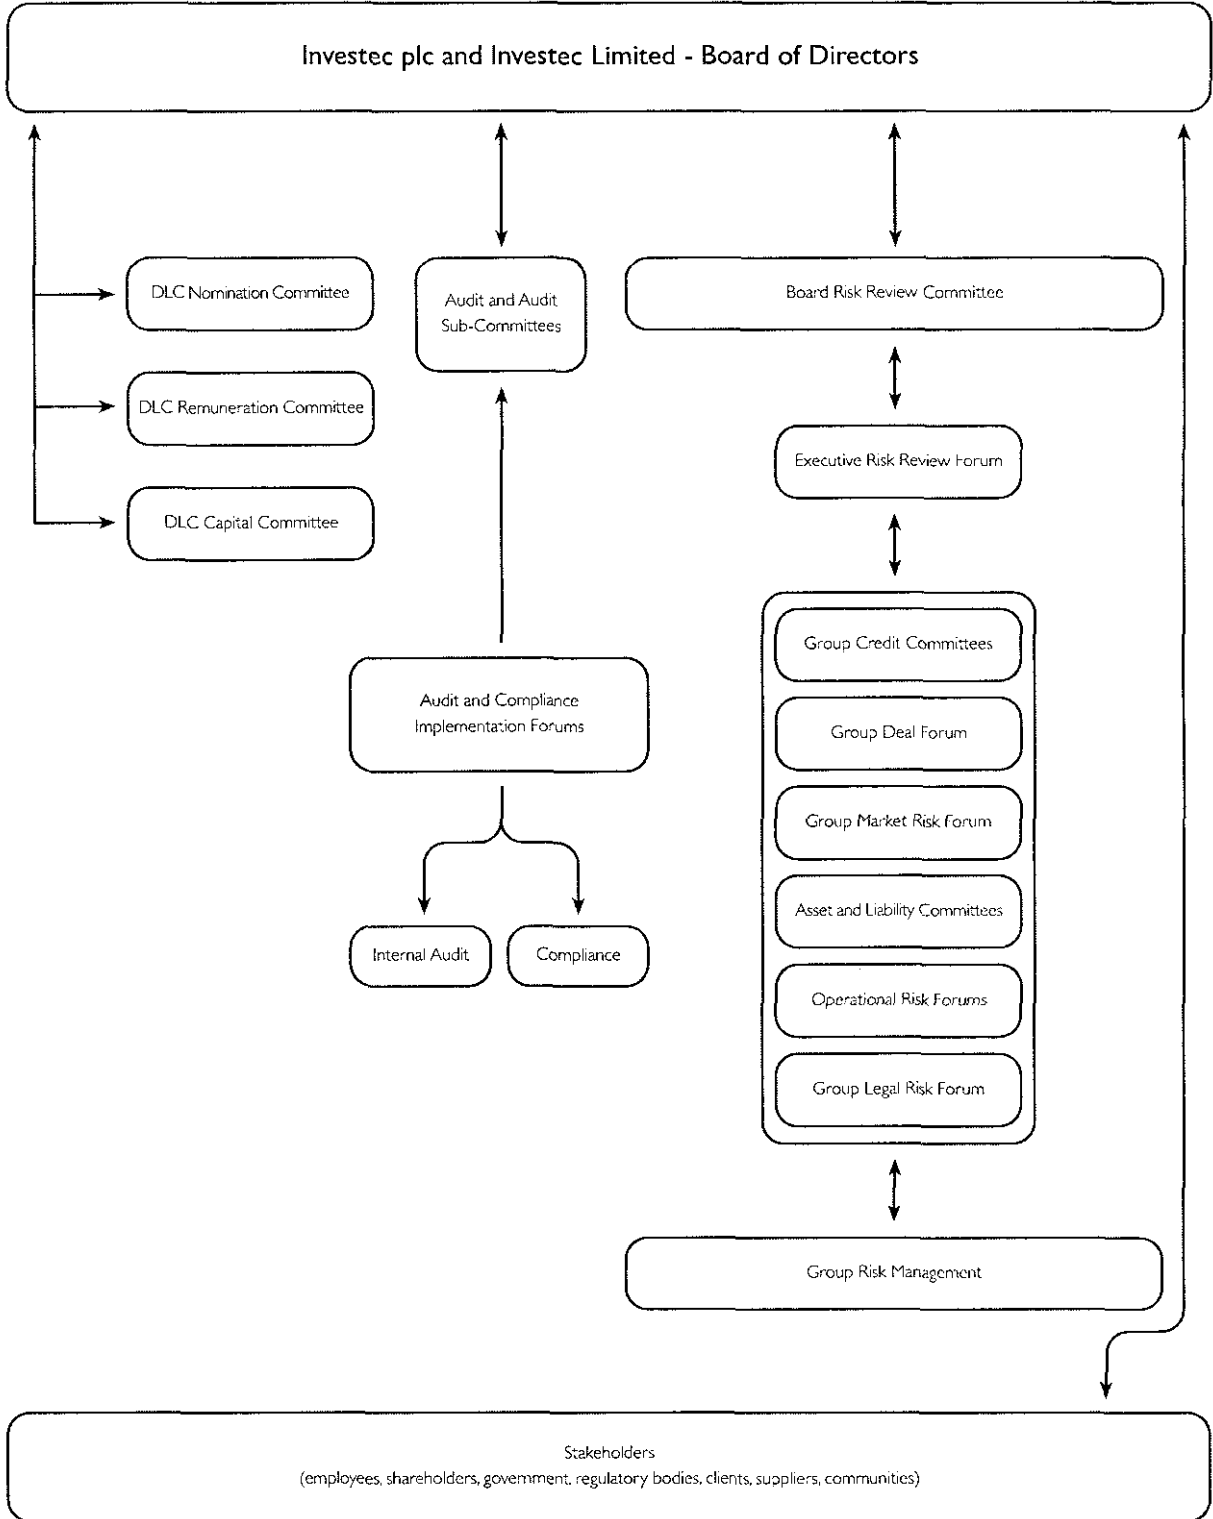 Investec plc and Investec Limited - Board of Directors
DLC Nomination Committee
DLC Remuneration Committee
DLC Capital Committee
Audit and Audit
Sub-Committees
Audit and Compliance
Implementation Forums
Internal Audit
Compliance
Board Risk Review Committee
Executive Risk Review Forum
Group Credit Committees
Group Deal Forum
Group Market Risk Forum
Asset and Liability Committees
Operational Risk Forums
Group Legal Risk Forum
Group Risk Management
Stakeholders
(employees, shareholders, government, regulatory bodies, clients, suppliers, communities)